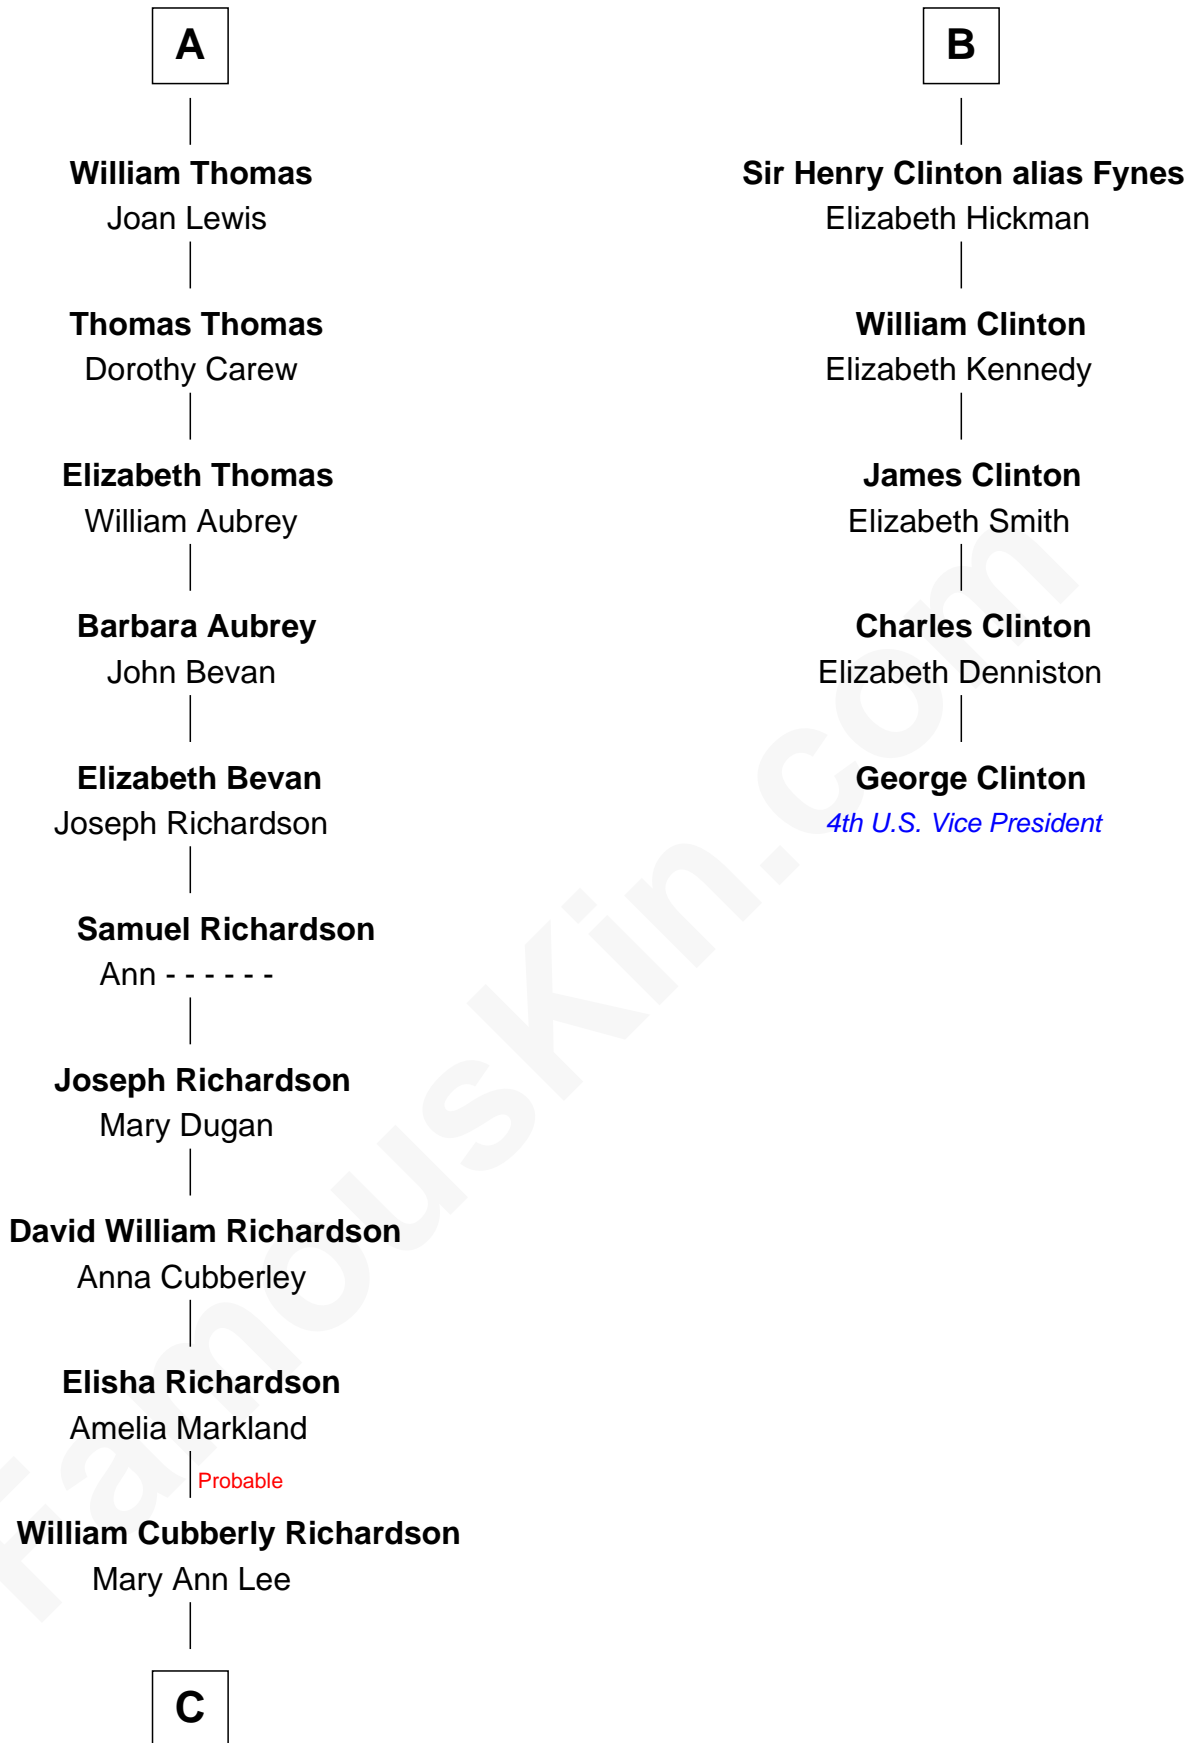 A
William Thomas
Joan Lewis
Thomas Thomas
Dorothy Carew
Elizabeth Thomas
William Aubrey
Barbara Aubrey
John Bevan
Elizabeth Bevan
Joseph Richardson
Samuel Richardson
Ann - - - - - -
Joseph Richardson
Mary Dugan
David William Richardson
Anna Cubberley
Elisha Richardson
Amelia Markland
Probable
William Cubberly Richardson
Mary Ann Lee
C
B
Sir Henry Clinton alias Fynes
Elizabeth Hickman
William Clinton
Elizabeth Kennedy
James Clinton
Elizabeth Smith
Charles Clinton
Elizabeth Denniston
George Clinton
4th U.S. Vice President
FamousKin.com